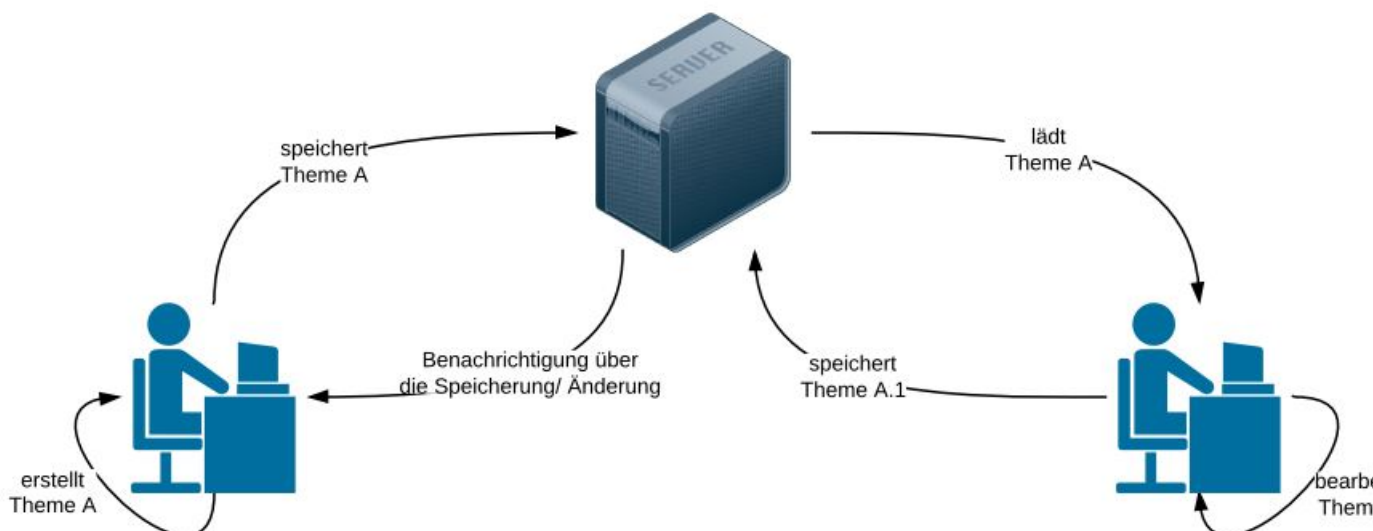 SERVER
speichert
Theme A
lädt
Theme A
Benachrichtigung über
die Speicherung/ Änderung
speichert
Theme A.1
erstellt
Theme A